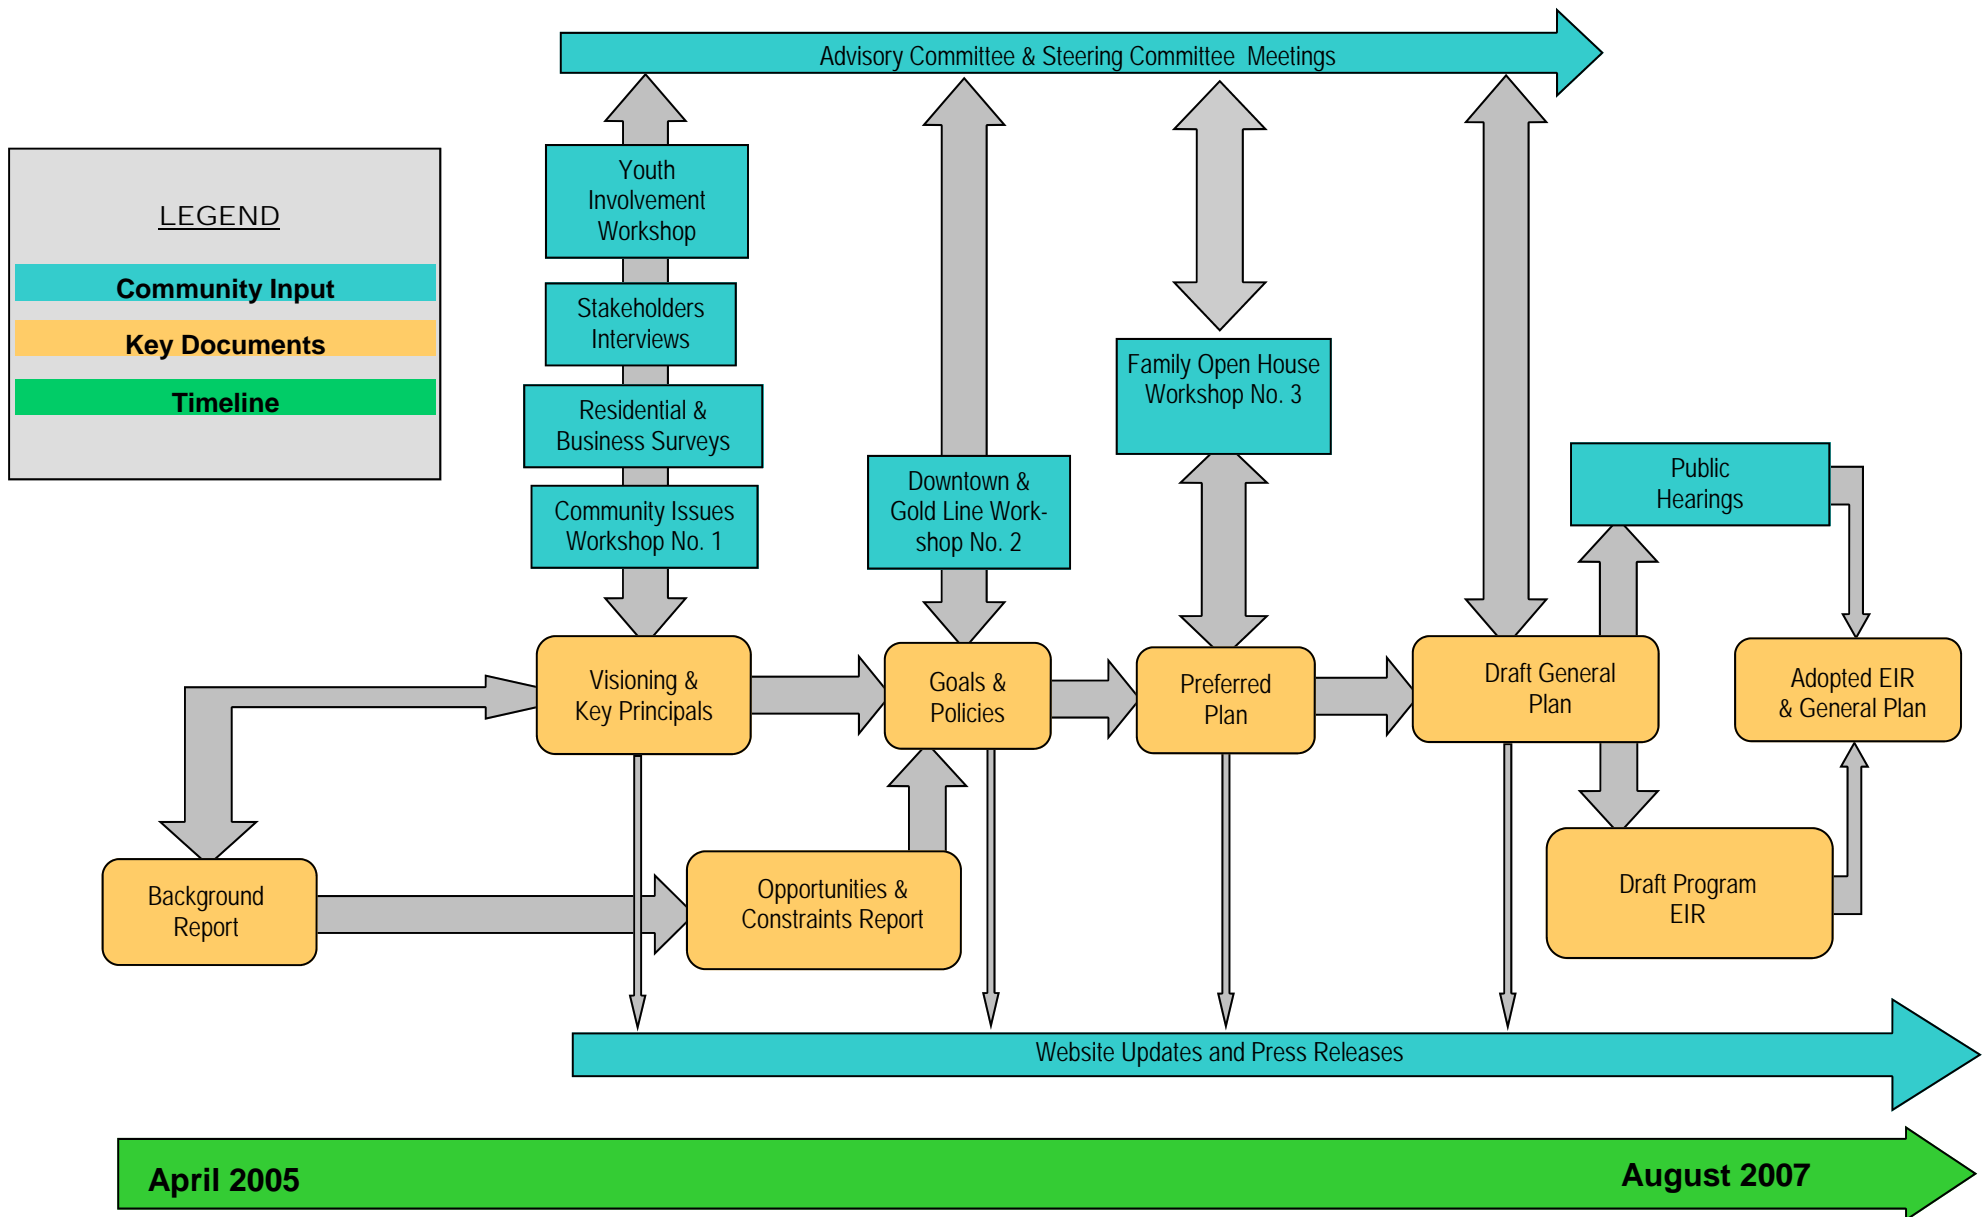 Advisory Committee & Steering Committee Meetings
LEGEND
Community Input
Key Documents
Timeline
Youth
Involvement
Workshop
Stakeholders
Interviews
Residential &
Business Surveys
Community Issues
Workshop No. 1
Downtown &
Gold Line Work-
shop No. 2
Family Open House
Workshop No. 3
Public
Hearings
Visioning &
Key Principals
Goals &
Policies
Preferred
Plan
Draft General
Plan
Adopted EIR
& General Plan
Background
Report
Opportunities &
Constraints Report
Draft Program
EIR
Website Updates and Press Releases
April 2005
August 2007